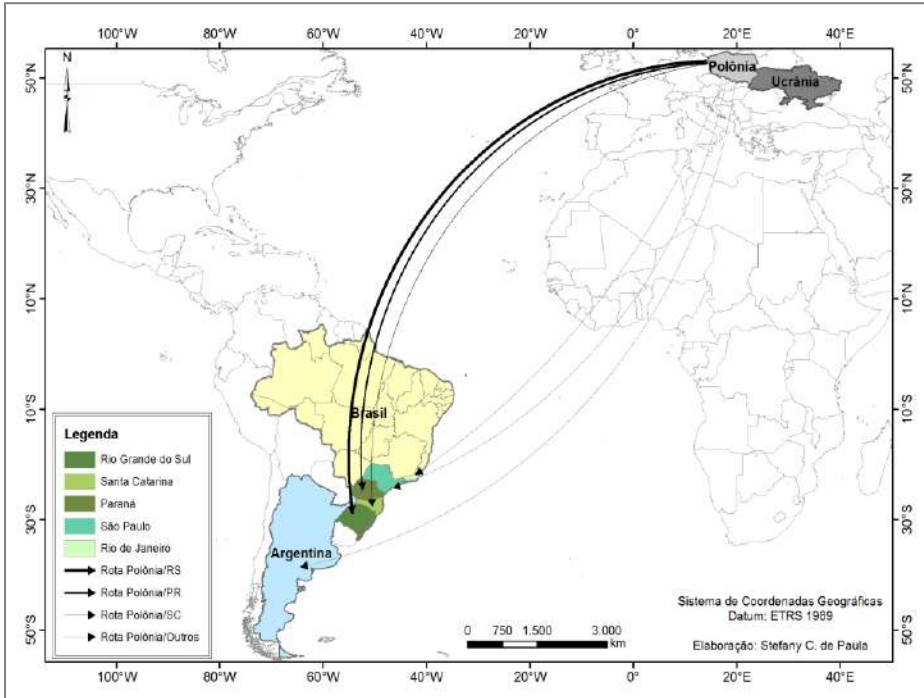 100°W 80°W 60°W 40°W 20°W 0° 20°E 40°E
N
50°N 50°N
Polônia
Ucrânia
30°N 30°N
10°N 10°N
10°S 10°S
Brasil
Legenda
Rio Grande do Sul
Santa Catarina
Paraná
São Paulo
Rio de Janeiro
Rota Polônia/RS
Rota Polônia/PR
Rota Polônia/SC
Rota Polônia/Outros
30°S 30°S
Argentina
50°S 50°S
0 750 1.500 3.000
km
Sistema de Coordenadas Geográficas
Datum: ETRS 1989
Elaboração: Stefany C. de Paula
100°W 80°W 60°W 40°W 20°W 0° 20°E 40°E